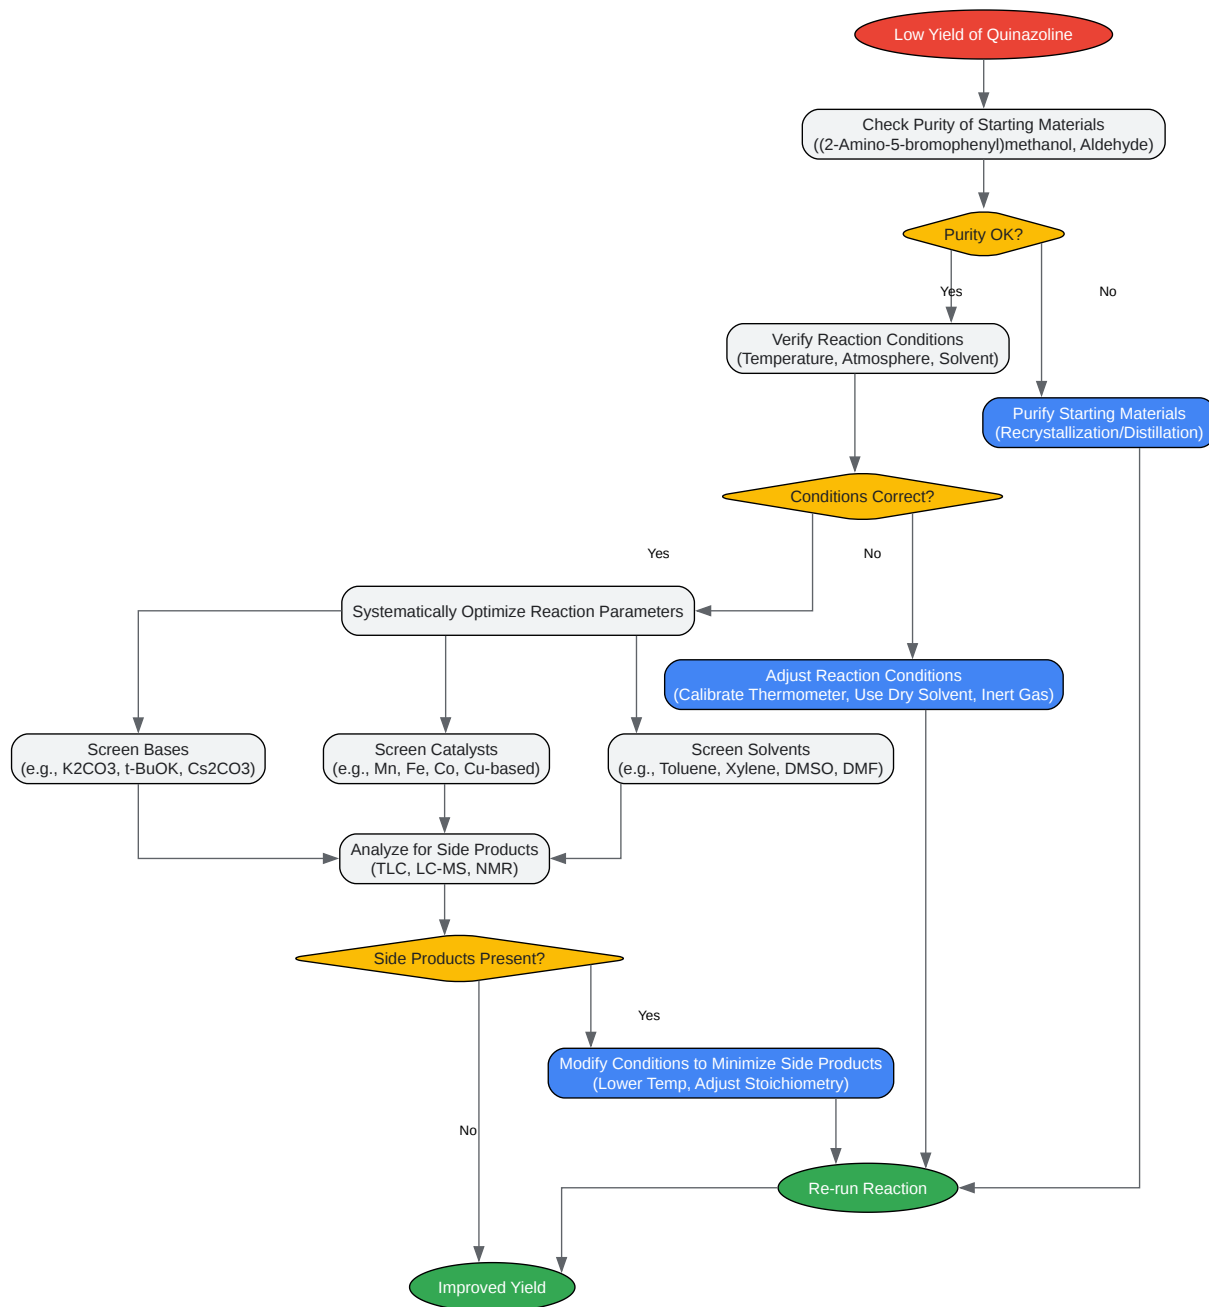 Low Yield of Quinazoline
Check Purity of Starting Materials
((2-Amino-5-bromophenyl)methanol, Aldehyde)
Purity OK?
Yes
No
Verify Reaction Conditions
(Temperature, Atmosphere, Solvent)
Purify Starting Materials
(Recrystallization/Distillation)
Conditions Correct?
Yes
No
Systematically Optimize Reaction Parameters
Adjust Reaction Conditions
(Calibrate Thermometer, Use Dry Solvent, Inert Gas)
Screen Bases
(e.g., K2CO3, t-BuOK, Cs2CO3)
Screen Catalysts
(e.g., Mn, Fe, Co, Cu-based)
Screen Solvents
(e.g., Toluene, Xylene, DMSO, DMF)
Analyze for Side Products
(TLC, LC-MS, NMR)
Side Products Present?
Yes
Modify Conditions to Minimize Side Products
(Lower Temp, Adjust Stoichiometry)
No
Re-run Reaction
Improved Yield